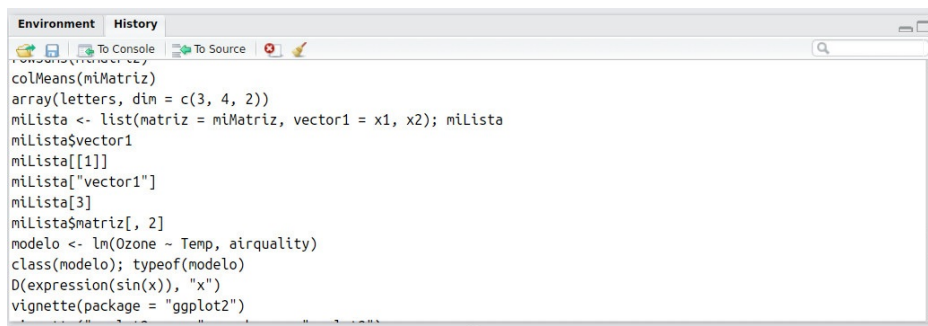 Environment History
To Console To Source
rowSums(miMatriz)
colMeans(miMatriz)
array(letters, dim = c(3, 4, 2))
miLista <- list(matriz = miMatriz, vector1 = x1, x2); miLista
miLista$vector1
miLista[[1]]
miLista["vector1"]
miLista[3]
miLista$matriz[, 2]
modelo <- lm(Ozone ~ Temp, airquality)
class(modelo); typeof(modelo)
D(expression(sin(x)), "x")
vignette(package = "ggplot2")